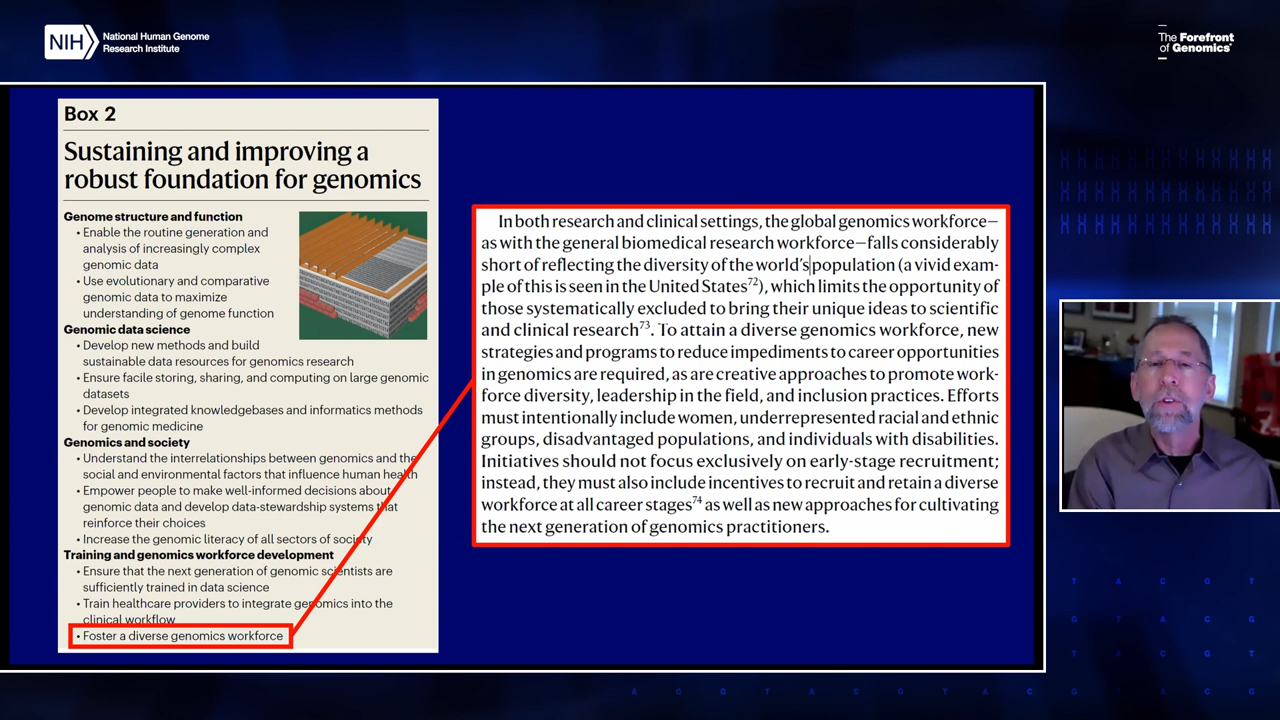 NIH
National Human Genome
Research Institute
The Forefront
of Genomics®
Box 2
Sustaining and improving a
robust foundation for genomics
Genome structure and function
• Enable the routine generation and
analysis of increasingly complex
genomic data
• Use evolutionary and comparative
genomic data to maximize
understanding of genome function
Genomic data science
• Develop new methods and build
sustainable data resources for genomics research
• Ensure facile storing, sharing, and computing on large genomic
datasets
• Develop integrated knowledgebases and informatics methods
for genomic medicine
Genomics and society
• Understand the interrelationships between genomics and the
social and environmental factors that influence human health
• Empower people to make well-informed decisions about
genomic data and develop data-stewardship systems that
reinforce their choices
• Increase the genomic literacy of all sectors of society
Training and genomics workforce development
• Ensure that the next generation of genomic scientists are
sufficiently trained in data science
• Train healthcare providers to integrate genomics into the
clinical workflow
• Foster a diverse genomics workforce
In both research and clinical settings, the global genomics workforce—
as with the general biomedical research workforce—falls considerably
short of reflecting the diversity of the world's population (a vivid exam-
ple of this is seen in the United States⁷²), which limits the opportunity of
those systematically excluded to bring their unique ideas to scientific
and clinical research⁷³. To attain a diverse genomics workforce, new
strategies and programs to reduce impediments to career opportunities
in genomics are required, as are creative approaches to promote work-
force diversity, leadership in the field, and inclusion practices. Efforts
must intentionally include women, underrepresented racial and ethnic
groups, disadvantaged populations, and individuals with disabilities.
Initiatives should not focus exclusively on early-stage recruitment;
instead, they must also include incentives to recruit and retain a diverse
workforce at all career stages⁷⁴ as well as new approaches for cultivating
the next generation of genomics practitioners.
T A C G T
A C G T
T A C G T
A C G T A C G T A C G T A C G